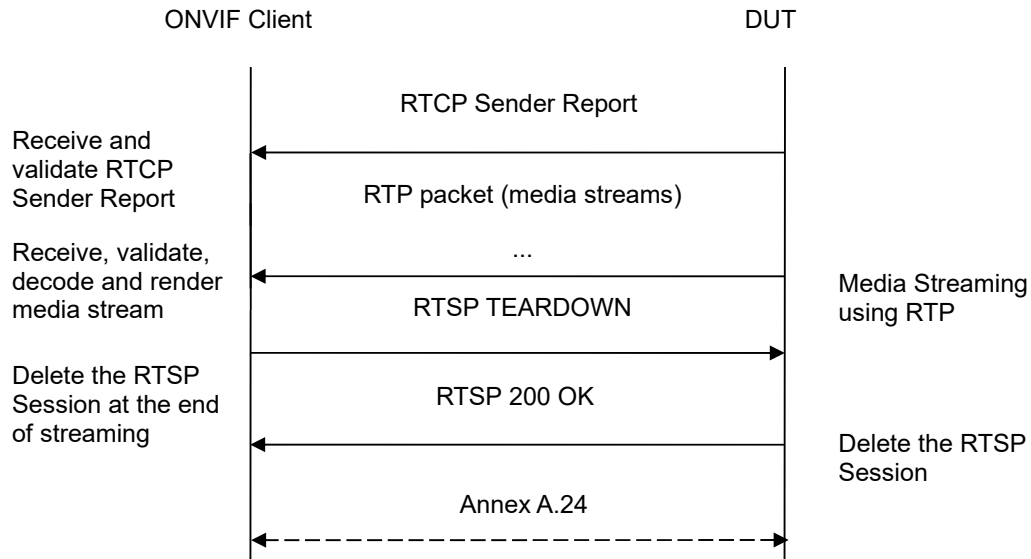 ONVIF Client
DUT
RTCP Sender Report
Receive and
validate RTCP
Sender Report
RTP packet (media streams)
Receive, validate,
decode and render
media stream
...
Media Streaming
using RTP
RTSP TEARDOWN
Delete the RTSP
Session at the end
of streaming
RTSP 200 OK
Delete the RTSP
Session
Annex A.24